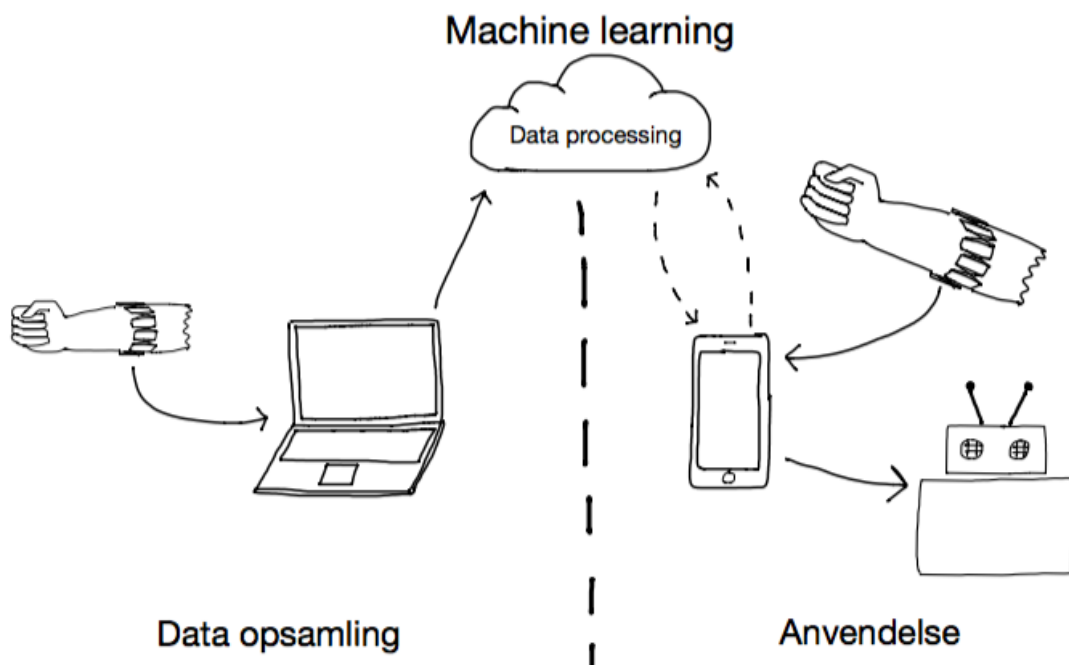 Machine learning
Data processing
Data opsamling
Anvendelse